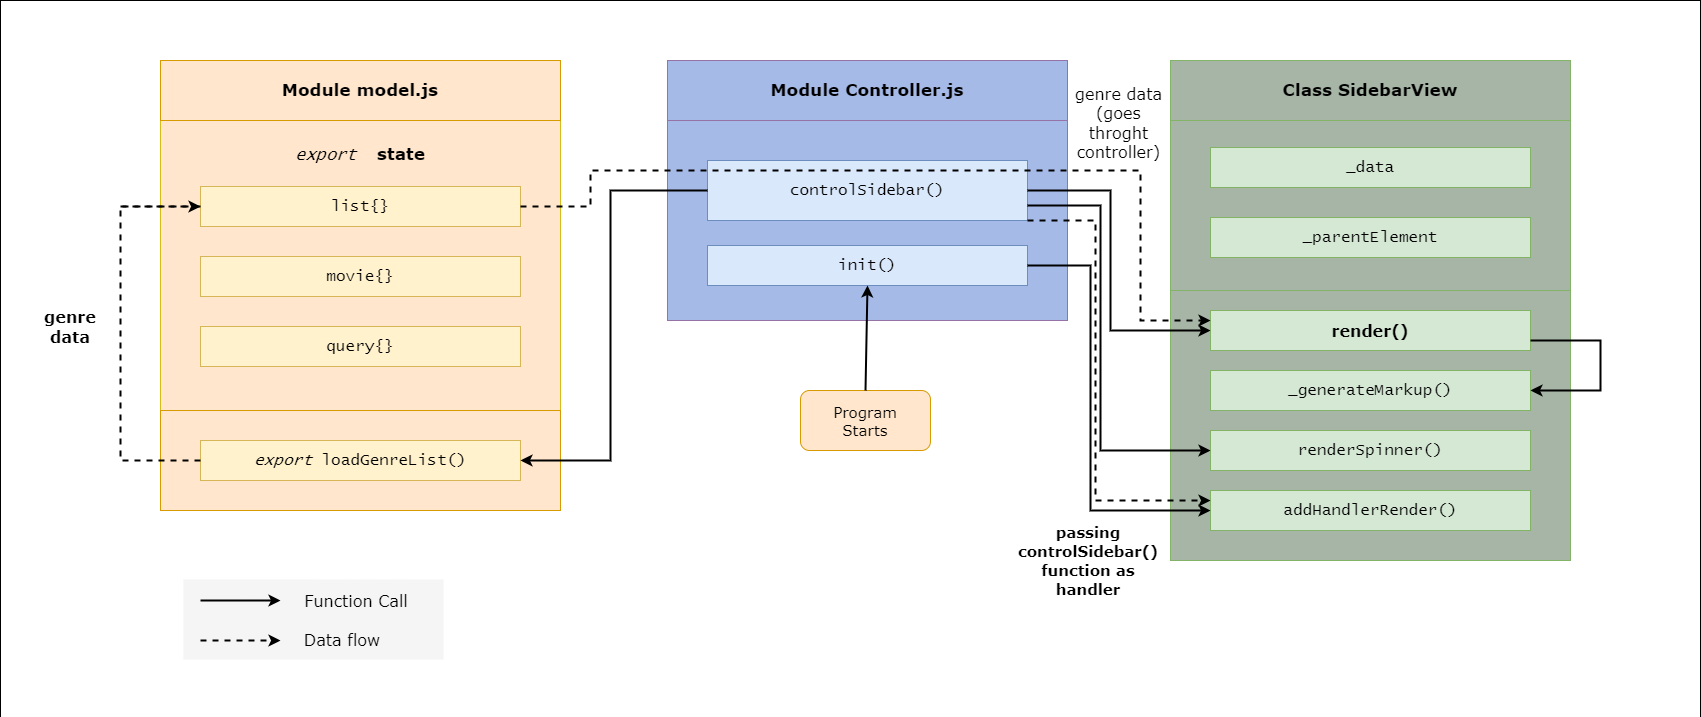 Module model.js
export state
list{}
movie{}
query{}
export loadGenreList()
genre
data
Module Controller.js
controlSidebar()
init()
Program
Starts
genre data
(goes
throght
controller)
Class SidebarView
_data
_parentElement
render()
_generateMarkup()
renderSpinner()
addHandlerRender()
passing
controlSidebar()
function as
handler
Function Call
Data flow